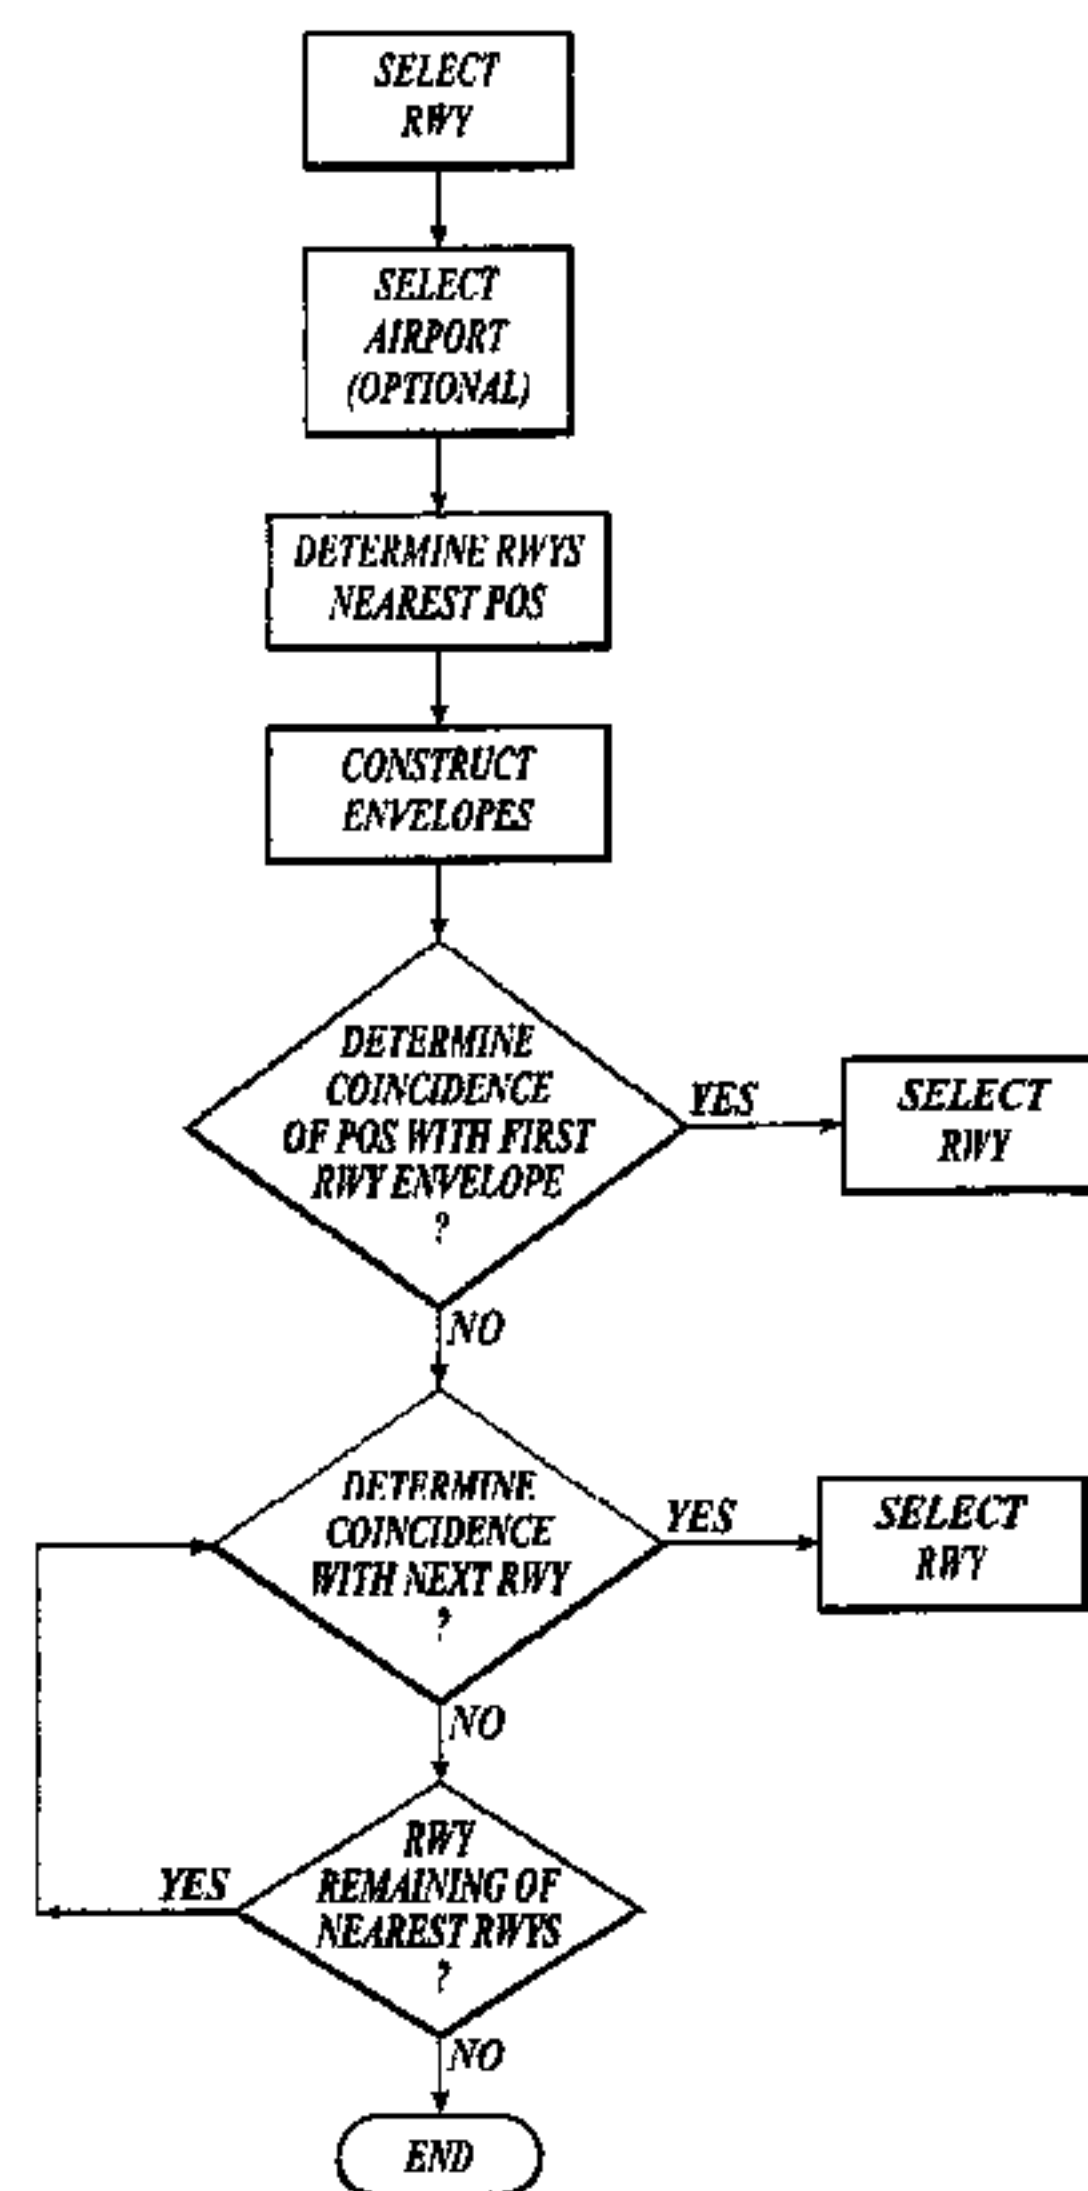 SELECT
RWY
SELECT
AIRPORT
(OPTIONAL)
DETERMINE RWYS
NEAREST POS
CONSTRUCT
ENVELOPES
DETERMINE
COINCIDENCE
OF POS WITH FIRST
RWY ENVELOPE
?
YES
SELECT
RWY
NO
DETERMINE
COINCIDENCE
WITH NEXT RWY
?
YES
SELECT
RWY
NO
RWY
REMAINING OF
NEAREST RWYS
?
YES
NO
END